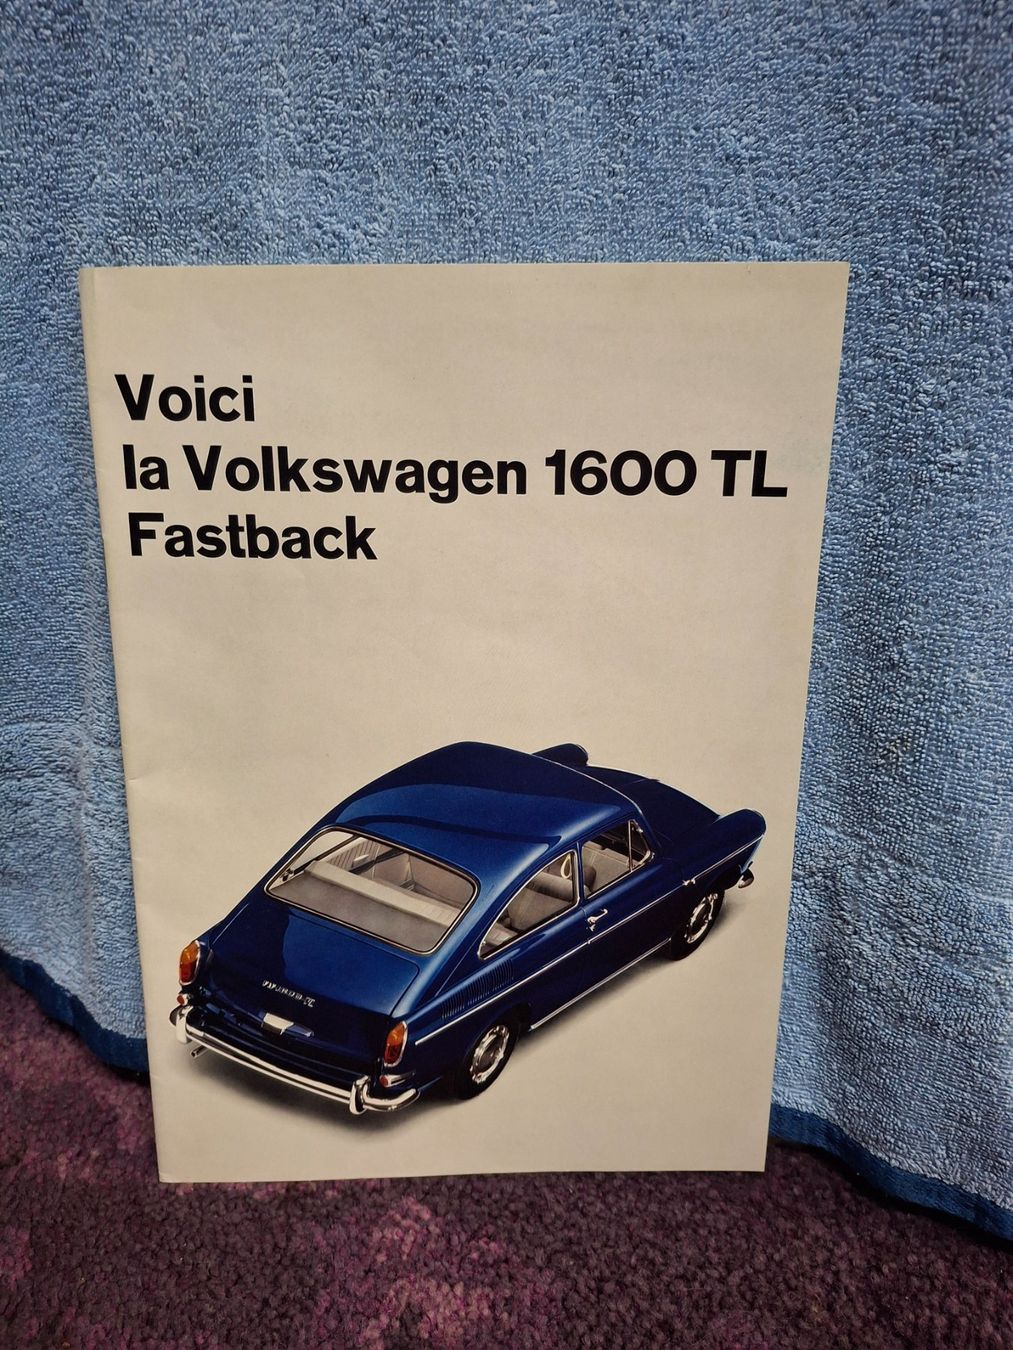 Voici
la Volkswagen 1600 TL
Fastback